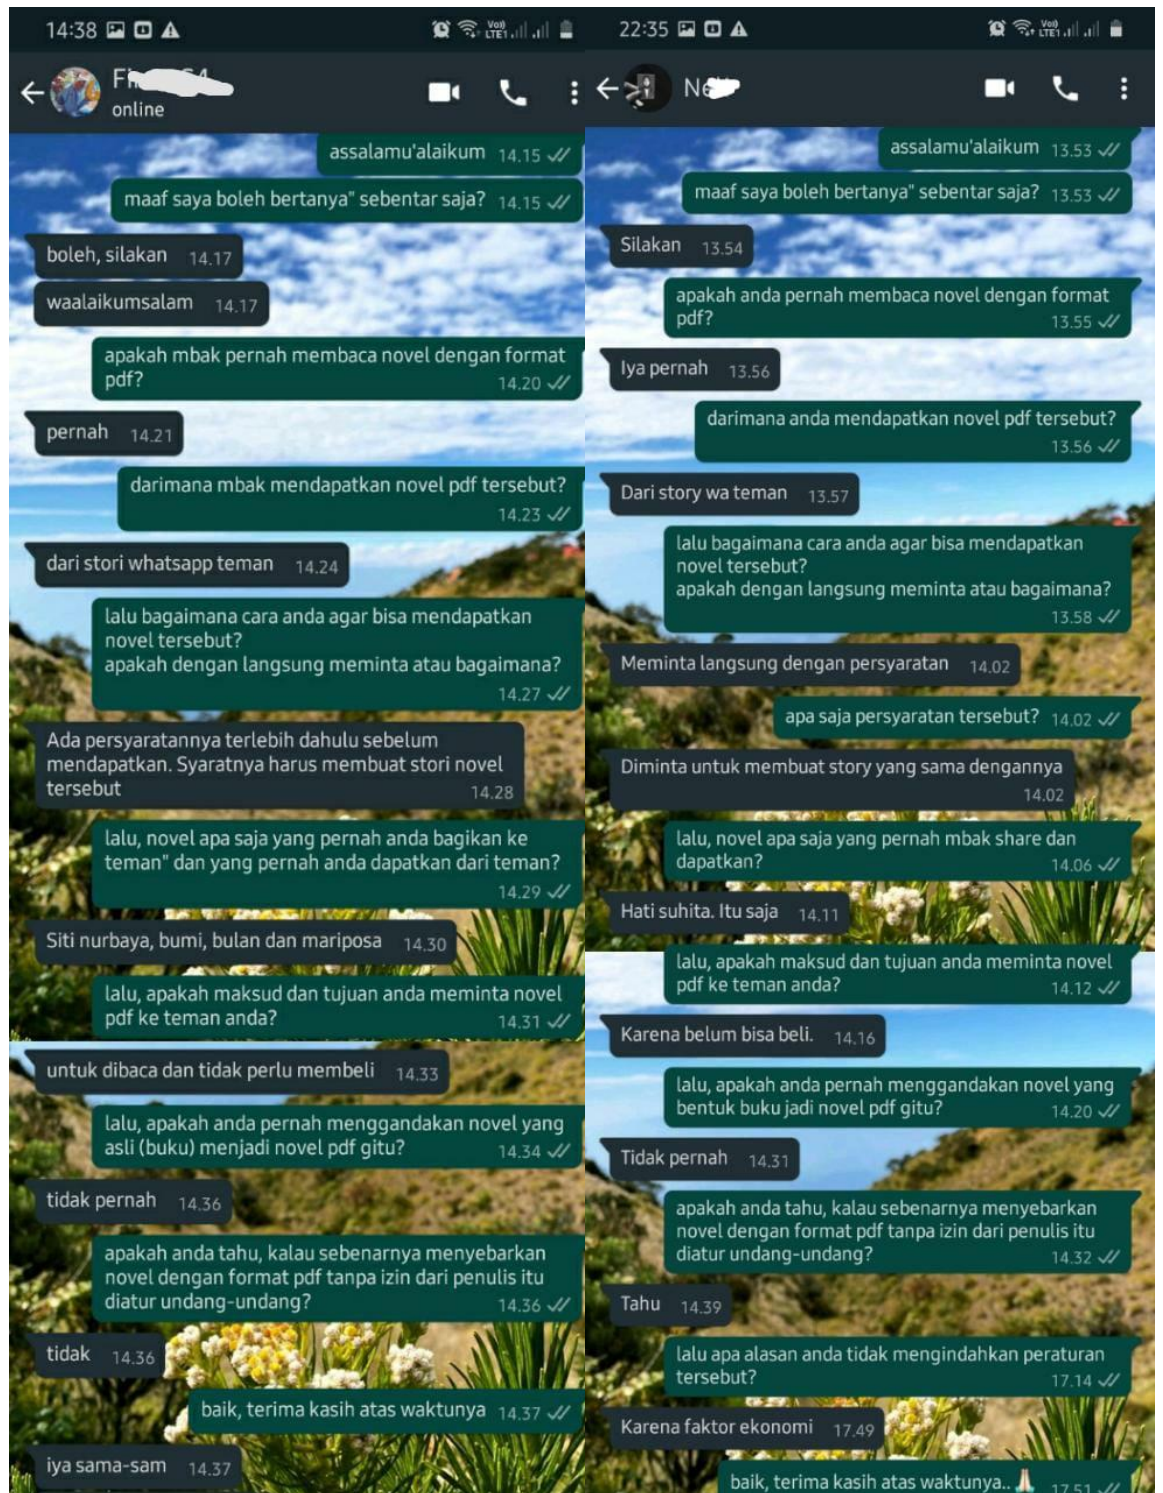 14:38
online
assalamu'alaikum 14.15
maaf saya boleh bertanya" sebentar saja? 14.15
boleh, silakan 14.17
waalaikumsalam 14.17
apakah mbak pernah membaca novel dengan format
pdf? 14.20
pernah 14.21
darimana mbak mendapatkan novel pdf tersebut?
14.23
dari stori whatsapp teman 14.24
lalu bagaimana cara anda agar bisa mendapatkan
novel tersebut?
apakah dengan langsung meminta atau bagaimana?
14.27
Ada persyaratannya terlebih dahulu sebelum
mendapatkan. Syaratnya harus membuat stori novel
tersebut 14.28
lalu, novel apa saja yang pernah anda bagikan ke
teman" dan yang pernah anda dapatkan dari teman?
14.29
Siti nurbaya, bumi, bulan dan mariposa 14.30
lalu, apakah maksud dan tujuan anda meminta novel
pdf ke teman anda? 14.31
untuk dibaca dan tidak perlu membeli 14.33
lalu, apakah anda pernah menggandakan novel yang
asli (buku) menjadi novel pdf gitu? 14.34
tidak pernah 14.36
apakah anda tahu, kalau sebenarnya menyebarkan
novel dengan format pdf tanpa izin dari penulis itu
diatur undang-undang? 14.36
tidak 14.36
baik, terima kasih atas waktunya 14.37
iya sama-sam 14.37
22:35
assalamu'alaikum 13.53
maaf saya boleh bertanya" sebentar saja? 13.53
Silakan 13.54
apakah anda pernah membaca novel dengan format
pdf? 13.55
Iya pernah 13.56
darimana anda mendapatkan novel pdf tersebut?
13.56
Dari story wa teman 13.57
lalu bagaimana cara anda agar bisa mendapatkan
novel tersebut?
apakah dengan langsung meminta atau bagaimana?
13.58
Meminta langsung dengan persyaratan 14.02
apa saja persyaratan tersebut? 14.02
Diminta untuk membuat story yang sama dengannya
14.02
lalu, novel apa saja yang pernah mbak share dan
dapatkan? 14.06
Hati suhita. Itu saja 14.11
lalu, apakah maksud dan tujuan anda meminta novel
pdf ke teman anda? 14.12
Karena belum bisa beli. 14.16
lalu, apakah anda pernah menggandakan novel yang
bentuk buku jadi novel pdf gitu? 14.20
Tidak pernah 14.31
apakah anda tahu, kalau sebenarnya menyebarkan
novel dengan format pdf tanpa izin dari penulis itu
diatur undang-undang? 14.32
Tahu 14.39
lalu apa alasan anda tidak mengindahkan peraturan
tersebut? 17.14
Karena faktor ekonomi 17.49
baik, terima kasih atas waktunya.. 🙏 17.51